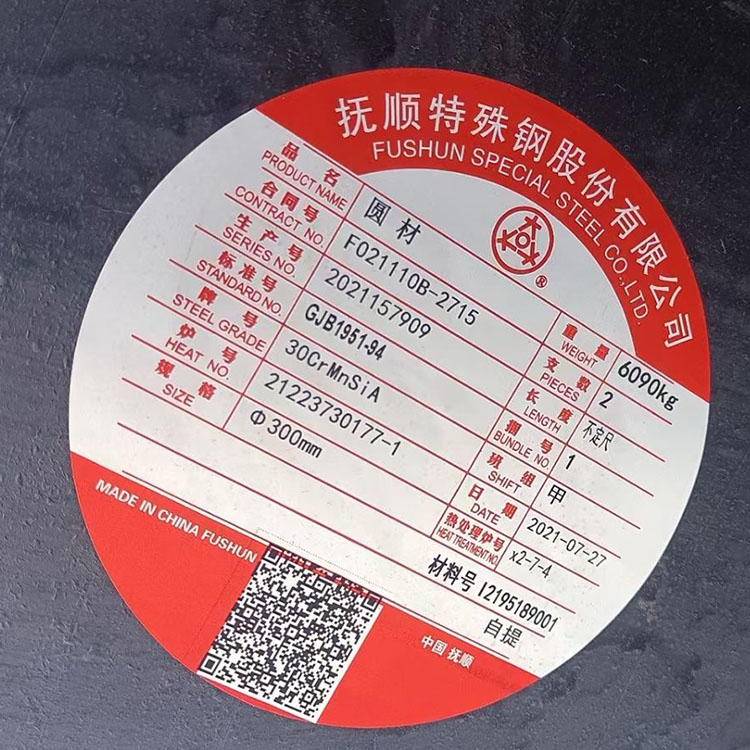 抚顺特殊钢股份有限公司
FUSHUN SPECIAL STEEL CO.,LTD.
品名 圆材
PRODUCT NAME
合同号 F021110B-2715
CONTRACT NO.
生产号 2021157909
SERIES NO.
标准号 GJB1951-94
STANDARD NO.
牌号 30CrMnSiA
STEEL GRADE
炉号 21223730177-1
HEAT NO.
规格 Φ300mm
SIZE
重量 6090kg
WEIGHT
支数 2
PIECES
长度 不定尺
LENGTH
捆号 1
BUNDLE NO.
班组 甲
SHIFT
日期 2021-07-27
DATE
热处理炉号 x2-7-4
HEAT TREATMENT NO.
材料号 12195189001
自提
MADE IN CHINA FUSHUN
中国 抚顺
®